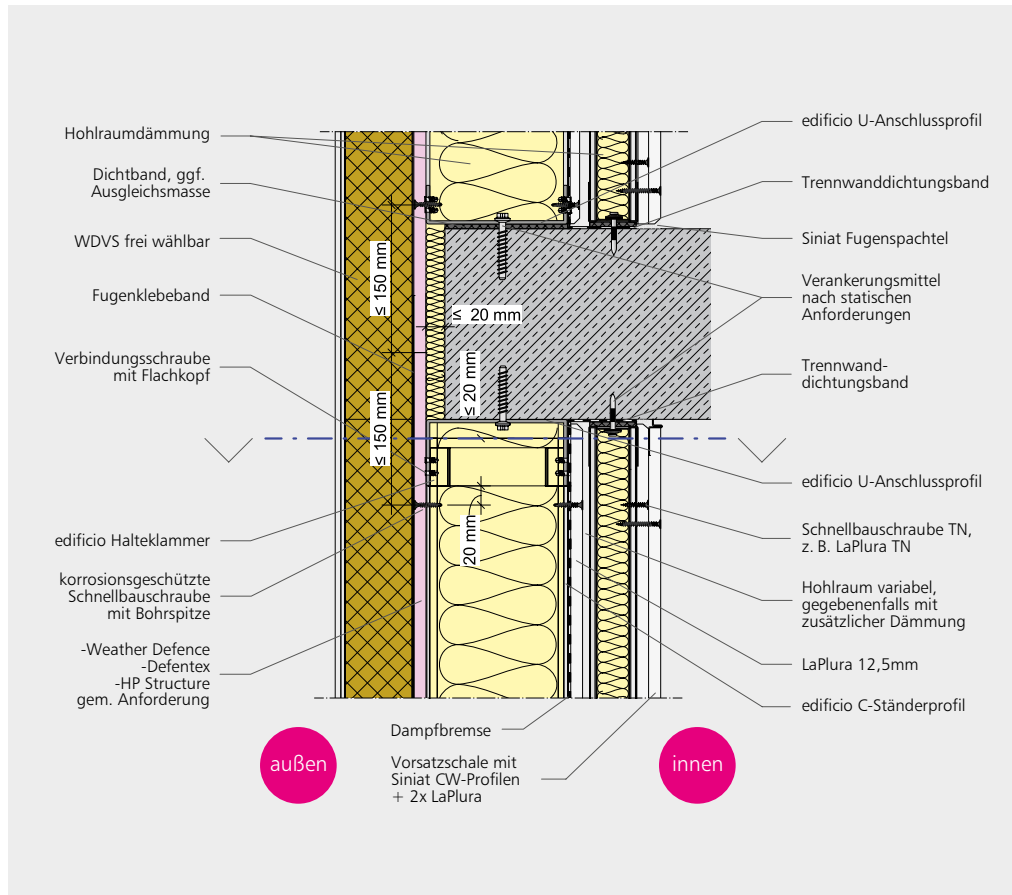 Hohlraumdämmung
Dichtband, ggf.
Ausgleichsmasse
WDVS frei wählbar
Fugenklebeband
Verbindungsschraube
mit Flachkopf
edificio Halteklammer
korrosionsgeschützte
Schnellbauschraube
mit Bohrspitze
-Weather Defence
-Defentex
-HP Structure
gem. Anforderung
≤ 150 mm
≤ 150 mm
≤ 20 mm
≤ 20 mm
20 mm
edificio U-Anschlussprofil
Trennwanddichtungsband
Siniat Fugenspachtel
Verankerungsmittel
nach statischen
Anforderungen
Trennwand-
dichtungsband
edificio U-Anschlussprofil
Schnellbauschraube TN,
z. B. LaPlura TN
Hohlraum variabel,
gegebenenfalls mit
zusätzlicher Dämmung
LaPlura 12,5mm
edificio C-Ständerprofil
Dampfbremse
Vorsatzschale mit
Siniat CW-Profilen
+ 2x LaPlura
außen
innen